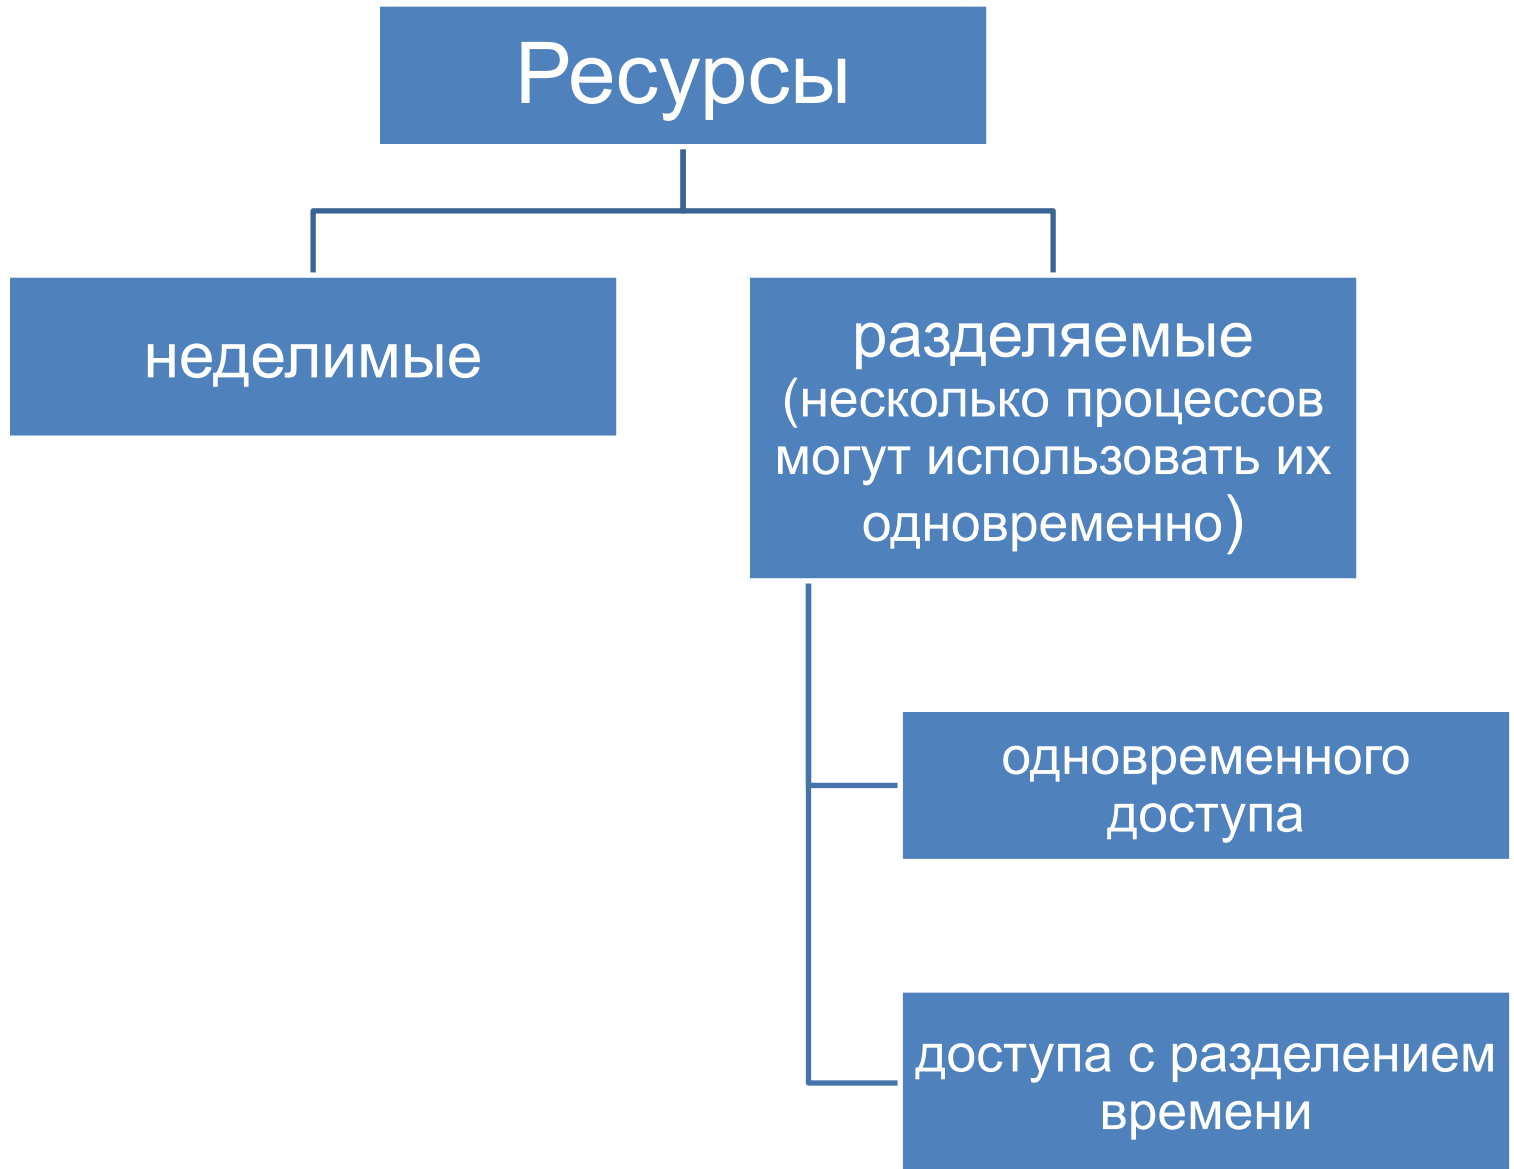 Ресурсы
неделимые
разделяемые
(несколько процессов
могут использовать их
одновременно)
одновременного
доступа
доступа с разделением
времени